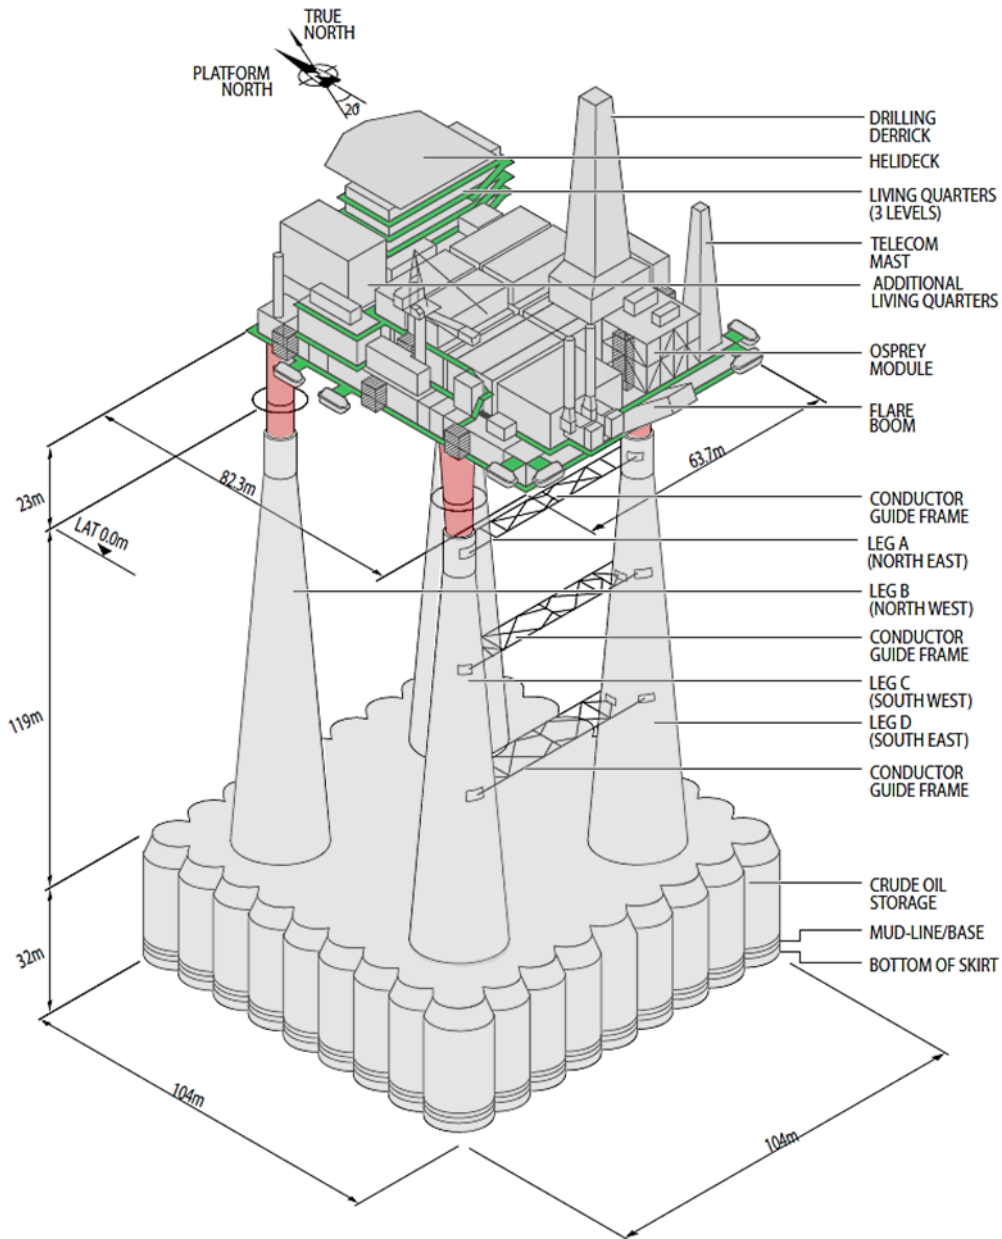 TRUE
NORTH
PLATFORM
NORTH
20
DRILLING
DERRICK
HELIDECK
LIVING QUARTERS
(3 LEVELS)
TELECOM
MAST
ADDITIONAL
LIVING QUARTERS
OSPREY
MODULE
FLARE
BOOM
63.7m
82.3m
23m
LAT 0.0m
CONDUCTOR
GUIDE FRAME
LEG A
(NORTH EAST)
LEG B
(NORTH WEST)
CONDUCTOR
GUIDE FRAME
LEG C
(SOUTH WEST)
119m
LEG D
(SOUTH EAST)
CONDUCTOR
GUIDE FRAME
CRUDE OIL
STORAGE
MUD-LINE/BASE
32m
BOTTOM OF SKIRT
104m
104m